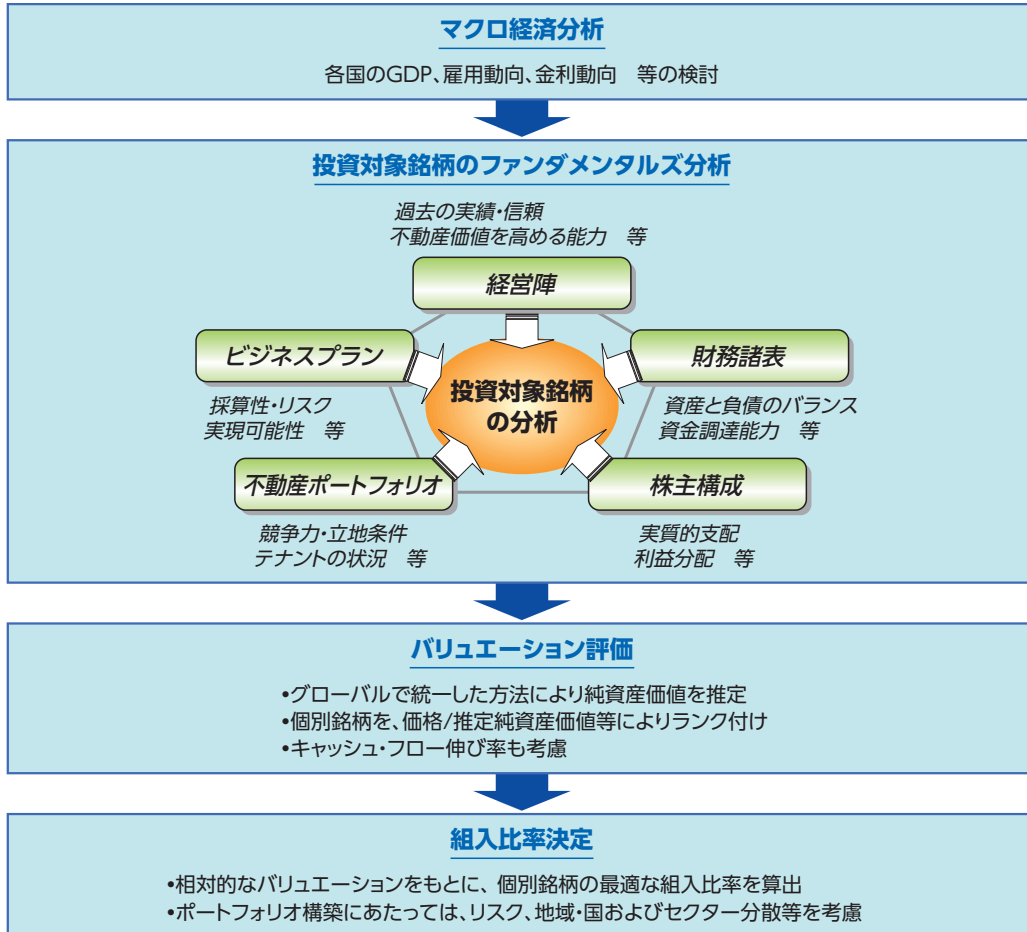 マクロ経済分析
各国のGDP、雇用動向、金利動向　等の検討
投資対象銘柄のファンダメンタルズ分析
過去の実績・信頼
不動産価値を高める能力　等
経営陣
ビジネスプラン
採算性・リスク
実現可能性　等
財務諸表
資産と負債のバランス
資金調達能力　等
投資対象銘柄
の分析
不動産ポートフォリオ
競争力・立地条件
テナントの状況　等
株主構成
実質的支配
利益分配　等
バリュエーション評価
•グローバルで統一した方法により純資産価値を推定
•個別銘柄を、価格/推定純資産価値等によりランク付け
•キャッシュ・フロー伸び率も考慮
組入比率決定
•相対的なバリュエーションをもとに、個別銘柄の最適な組入比率を算出
•ポートフォリオ構築にあたっては、リスク、地域・国およびセクター分散等を考慮